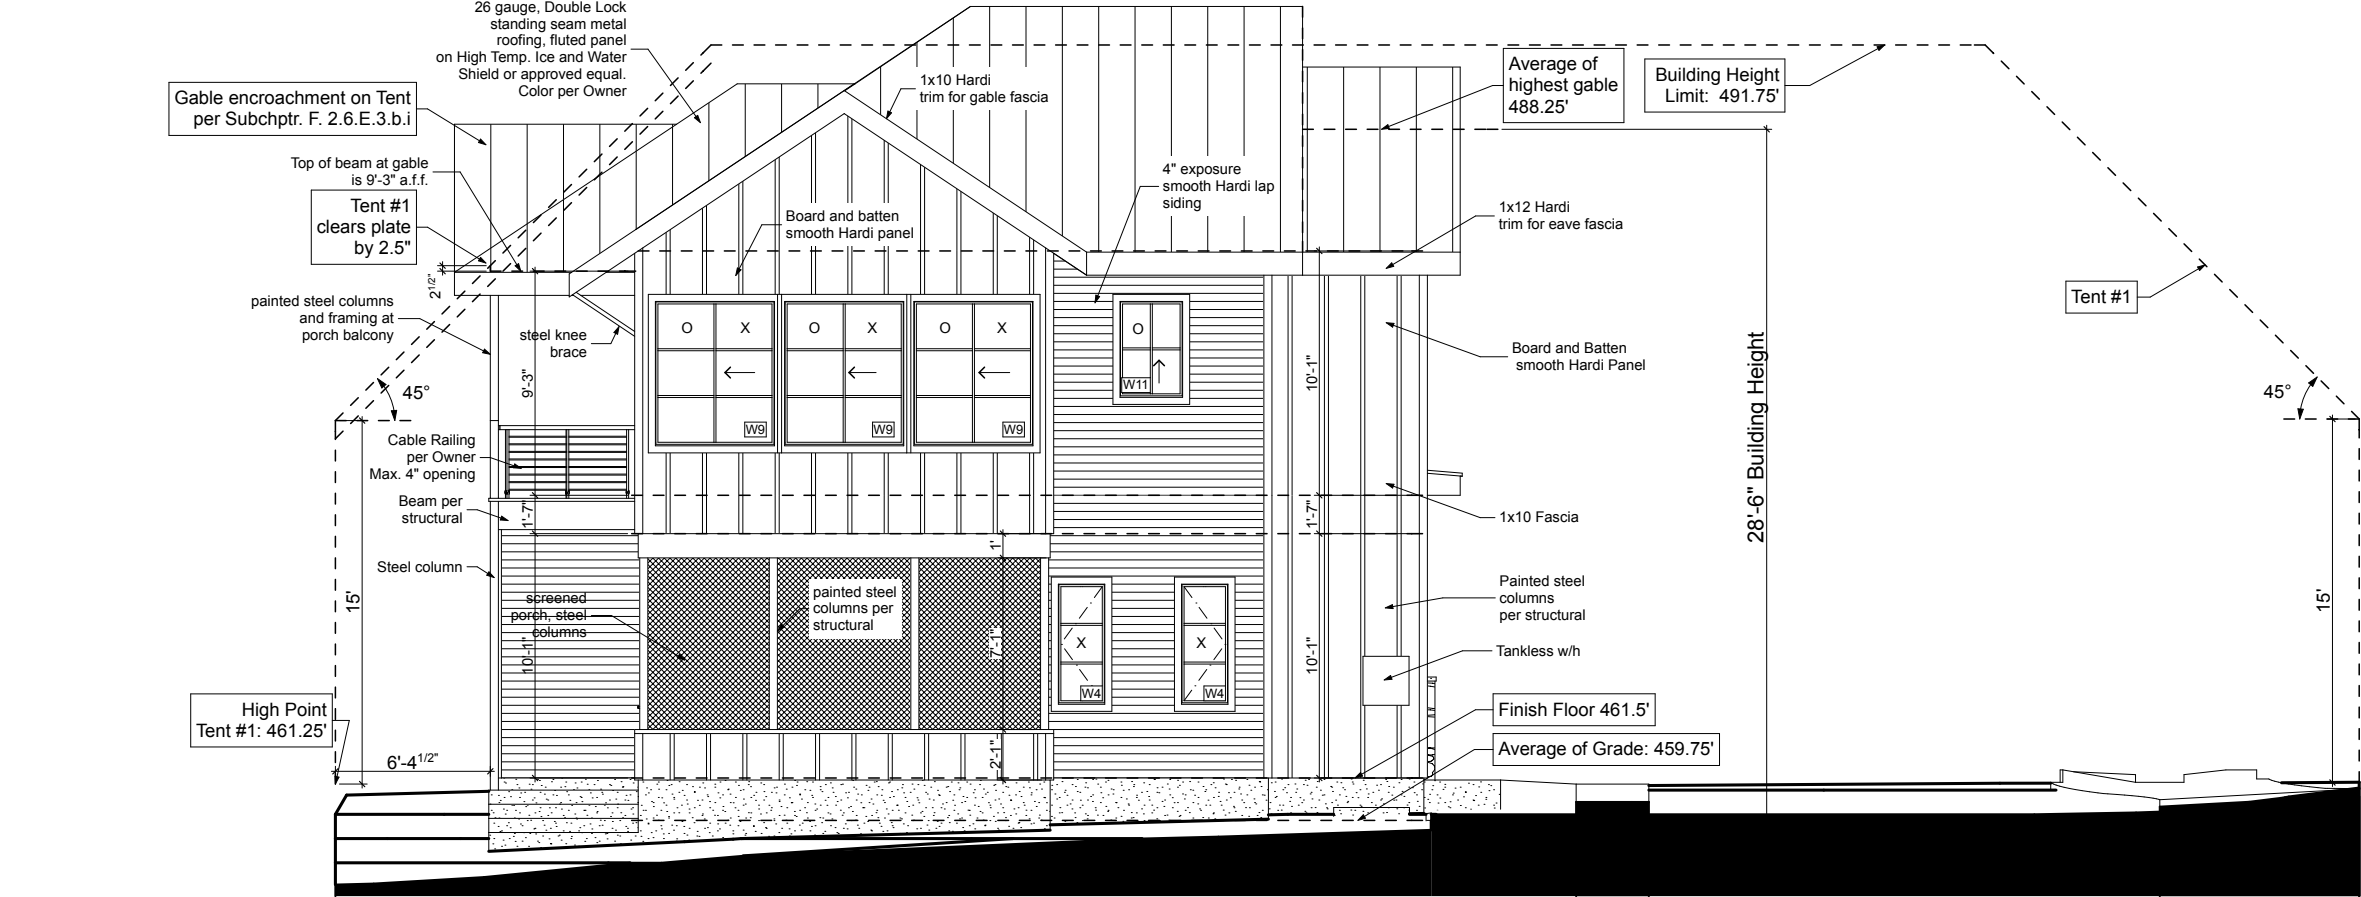 26 gauge, Double Lock
standing seam metal
roofing, fluted panel
on High Temp. Ice and Water
Shield or approved equal.
Color per Owner
Gable encroachment on Tent
per Subchptr. F. 2.6.E.3.b.i
Top of beam at gable
is 9'-3" a.f.f.
Tent #1
clears plate
by 2.5"
2 1/2"
painted steel columns
and framing at
porch balcony
45°
Cable Railing
per Owner
Max. 4" opening
Beam per
structural
Steel column
15'
High Point
Tent #1: 461.25'
6'-4 1/2"
1x10 Hardi
trim for gable fascia
Board and batten
smooth Hardi panel
steel knee
brace
9'-3"
1'-7"
10'-1"
O X
O X
O X
W9
W9
W9
screened
porch, steel
columns
painted steel
columns per
structural
1'
7'-1"
2'-1"
4" exposure
smooth Hardi lap
siding
O
W11
X
W4
X
W4
10'-1"
1'-7"
10'-1"
Average of
highest gable
488.25'
Building Height
Limit: 491.75'
1x12 Hardi
trim for eave fascia
Board and Batten
smooth Hardi Panel
1x10 Fascia
Painted steel
columns
per structural
Tankless w/h
Finish Floor 461.5'
Average of Grade: 459.75'
28'-6" Building Height
Tent #1
45°
15'